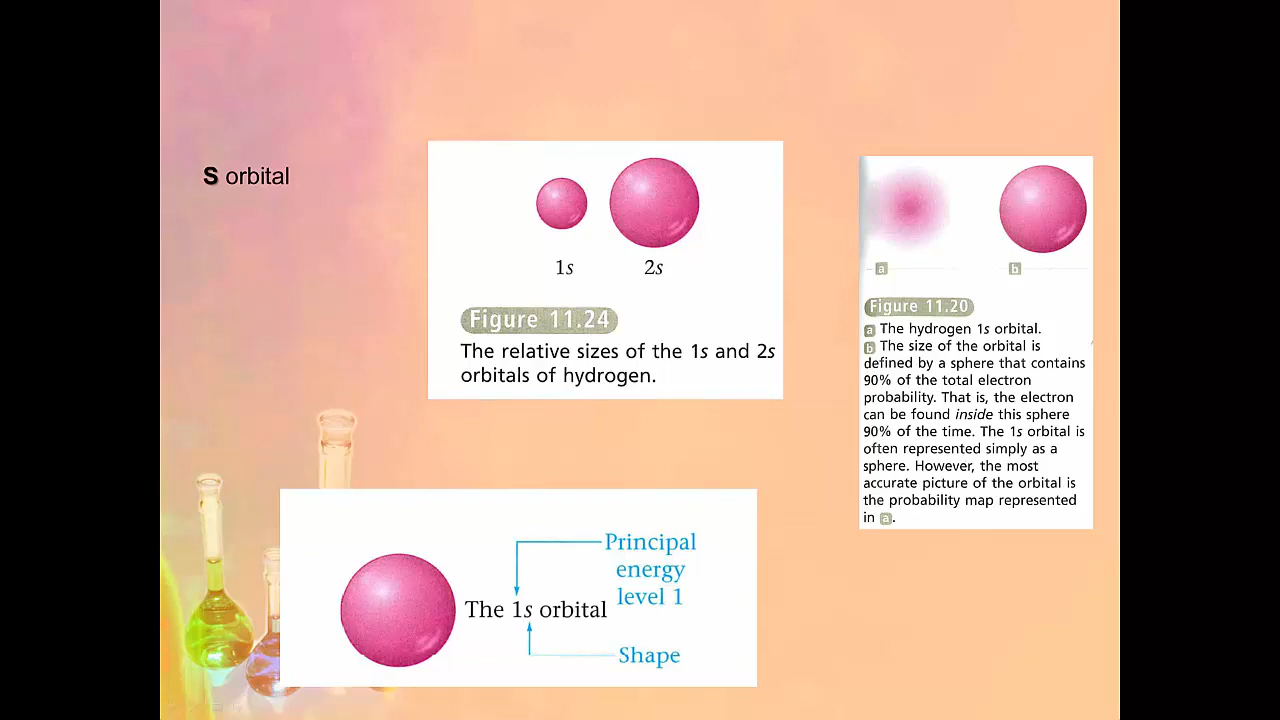 S orbital
1s 2s
Figure 11.24
The relative sizes of the 1s and 2s
orbitals of hydrogen.
a b
Figure 11.20
a The hydrogen 1s orbital.
b The size of the orbital is
defined by a sphere that contains
90% of the total electron
probability. That is, the electron
can be found inside this sphere
90% of the time. The 1s orbital is
often represented simply as a
sphere. However, the most
accurate picture of the orbital is
the probability map represented
in a.
Principal
energy
level 1
The 1s orbital
Shape